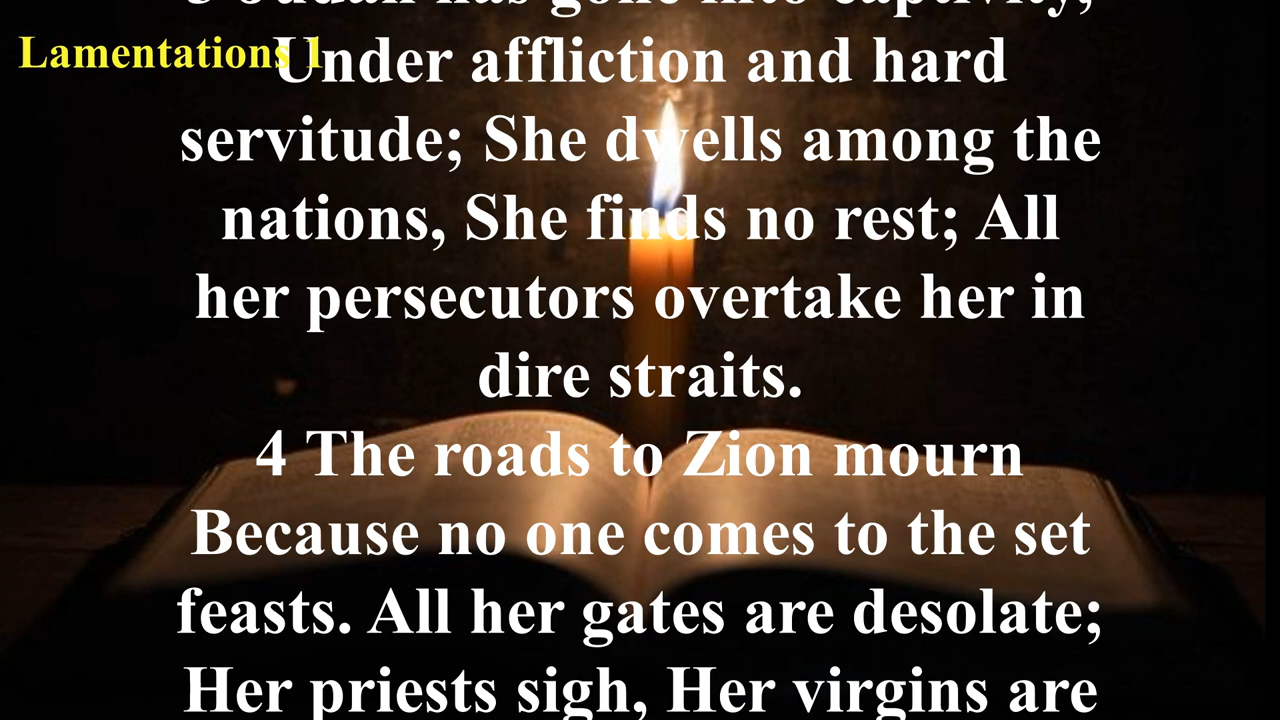 3 Judah has gone into captivity,
Lamentations 1
Under affliction and hard
servitude; She dwells among the
nations, She finds no rest; All
her persecutors overtake her in
dire straits.
4 The roads to Zion mourn
Because no one comes to the set
feasts. All her gates are desolate;
Her priests sigh, Her virgins are